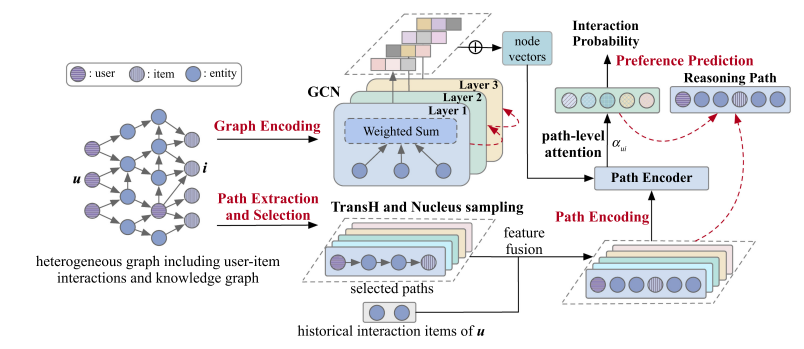 : user
: item
: entity
u
i
heterogeneous graph including user-item
interactions and knowledge graph
Graph Encoding
Path Extraction
and Selection
GCN
Layer 3
Layer 2
Layer 1
Weighted Sum
node
vectors
TransH and Nucleus sampling
selected paths
historical interaction items of u
feature
fusion
Interaction
Probability
Preference Prediction
Reasoning Path
path-level
attention
αui
Path Encoder
Path Encoding